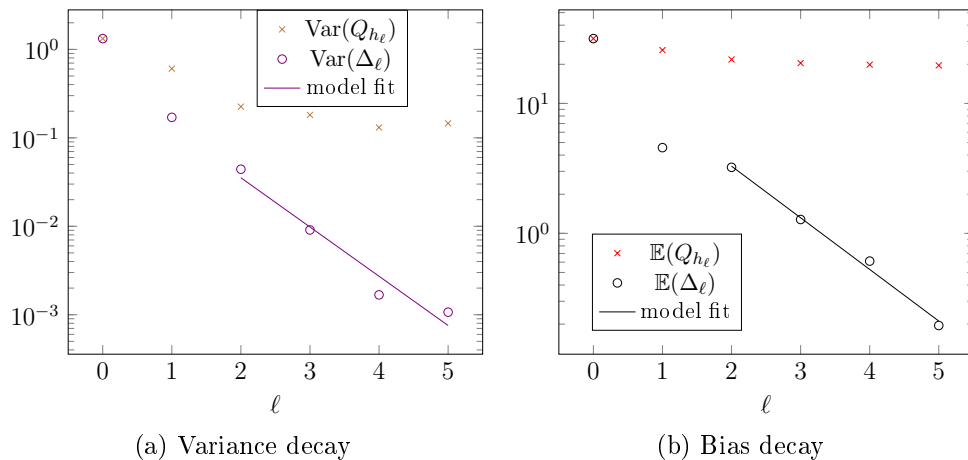 10^0
10^{-1}
10^{-2}
10^{-3}
0 1 2 3 4 5
ℓ
Var(Q_{h_ℓ})
Var(Δ_ℓ)
model fit
(a) Variance decay
10^1
10^0
0 1 2 3 4 5
ℓ
𝔼(Q_{h_ℓ})
𝔼(Δ_ℓ)
model fit
(b) Bias decay